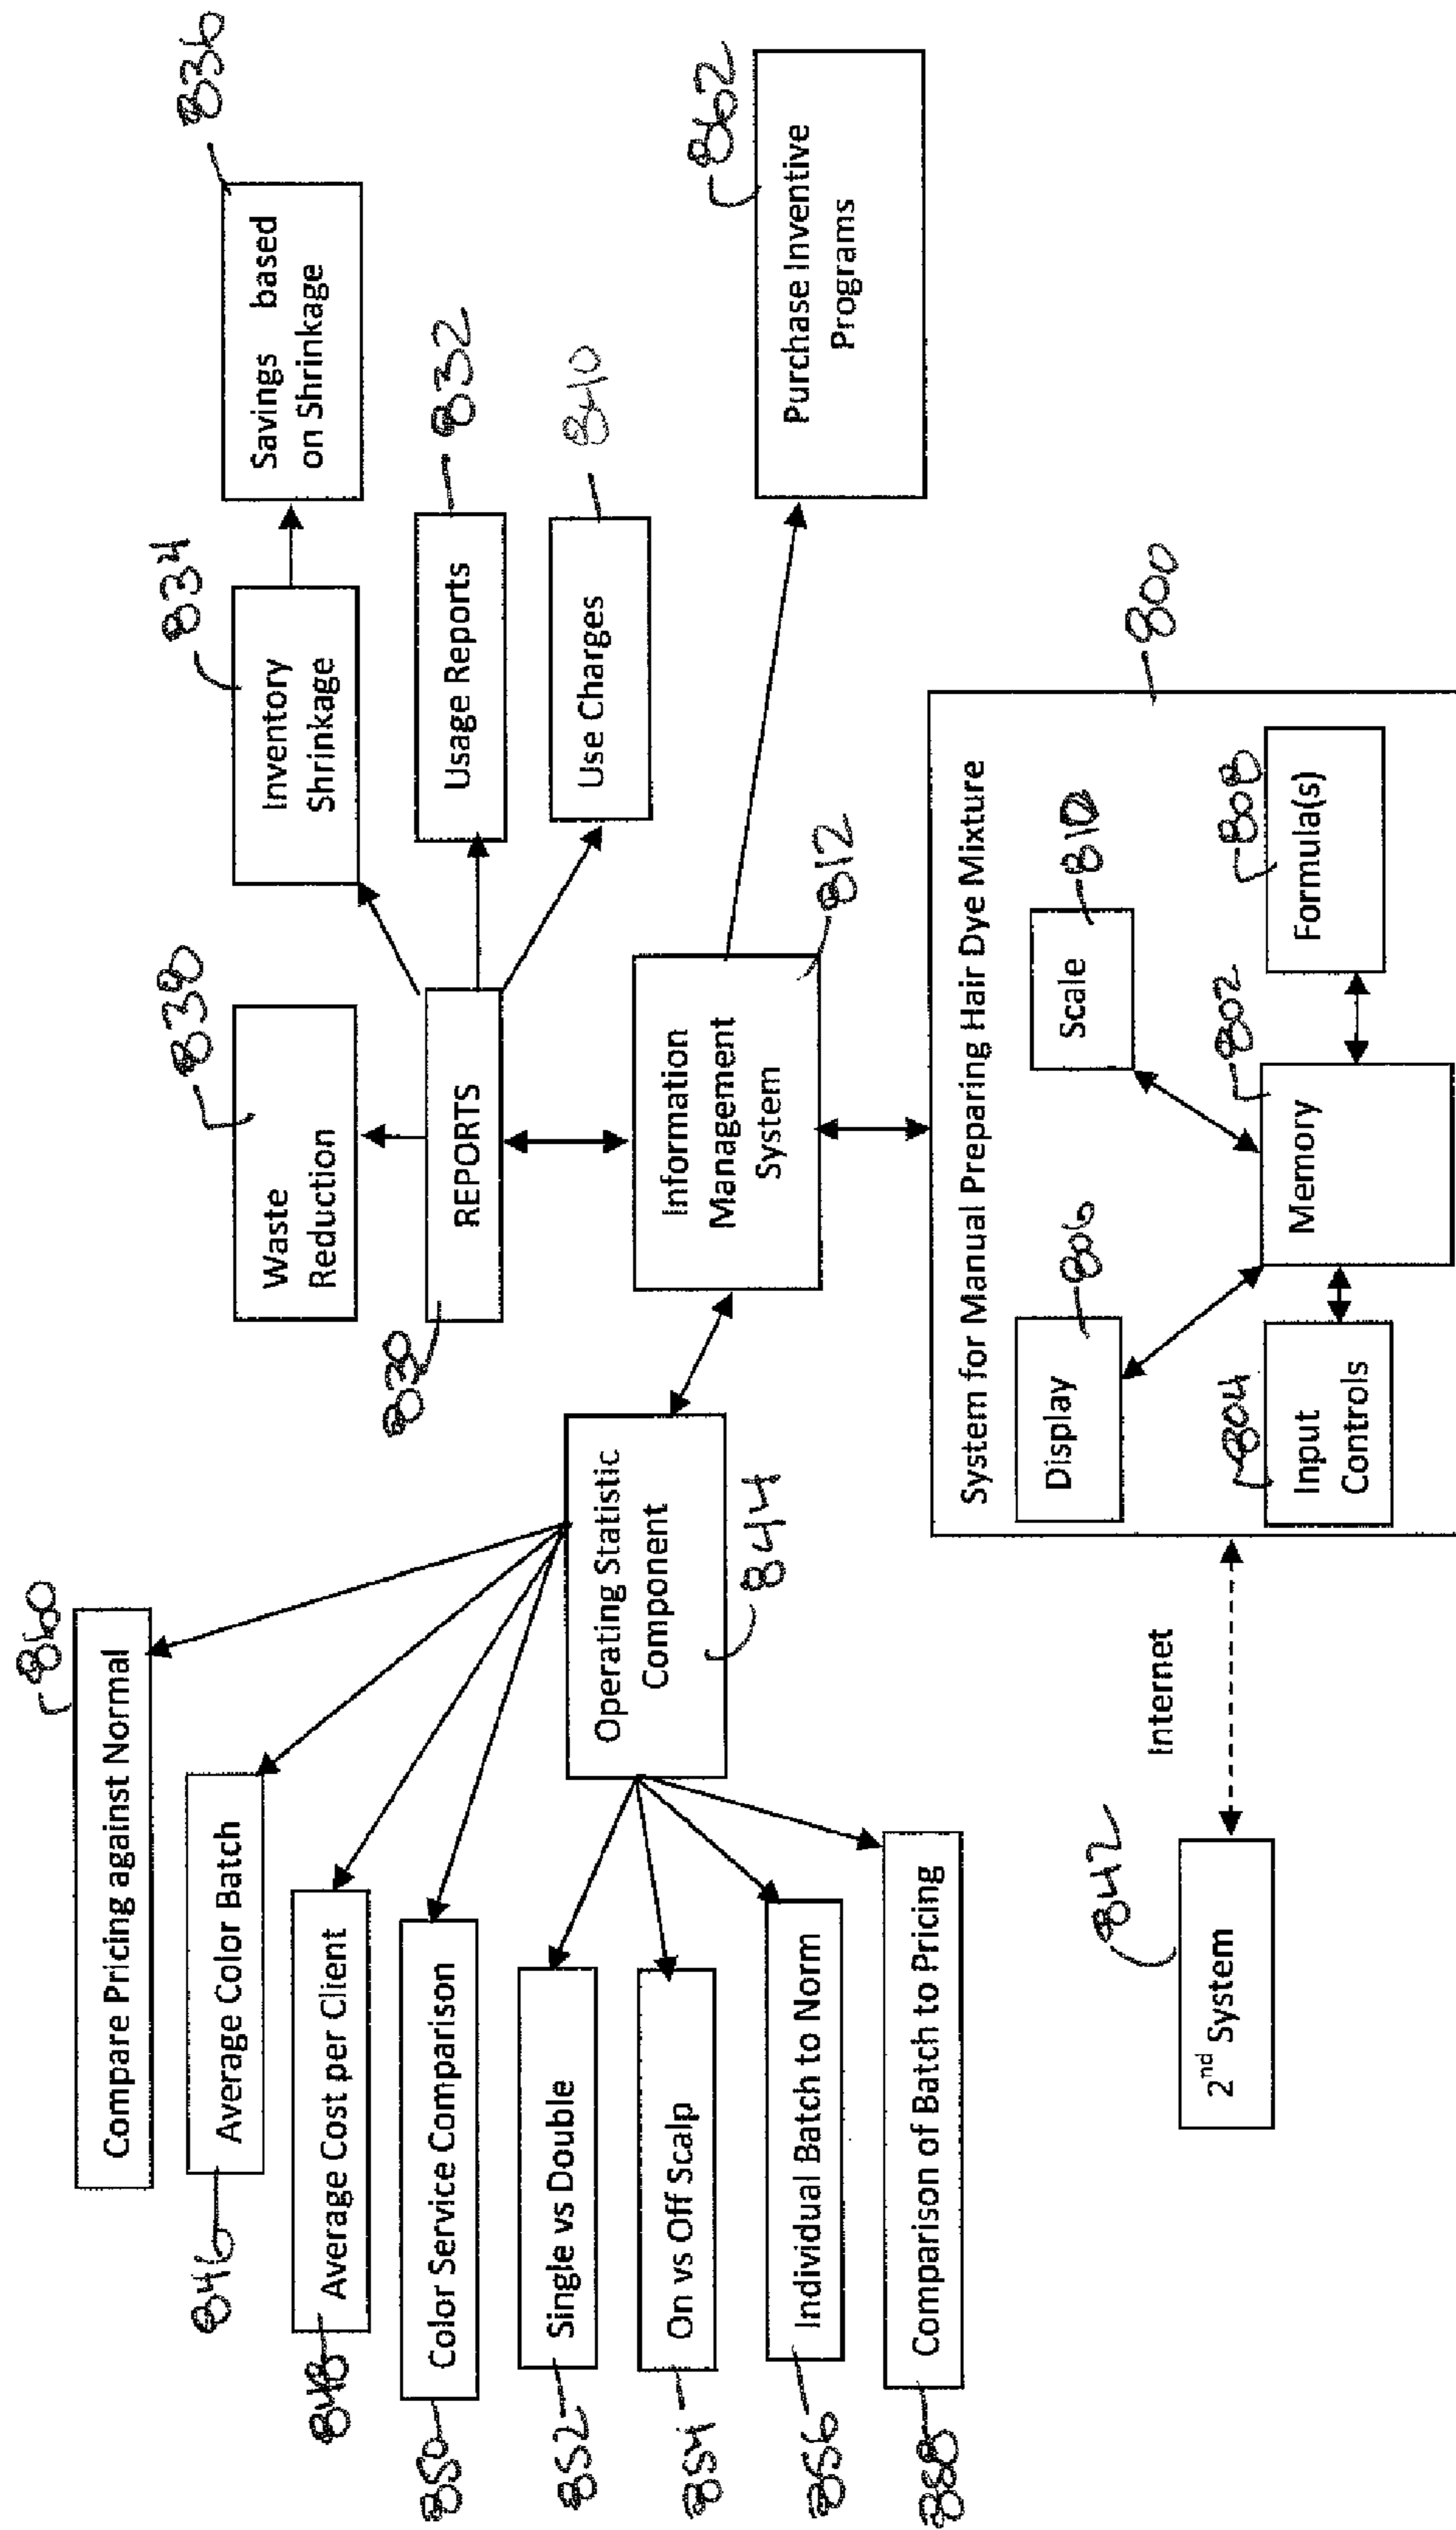 860
Compare Pricing against Normal
846
Average Color Batch
848
Average Cost per Client
850
Color Service Comparison
852
Single vs Double
854
On vs Off Scalp
856
Individual Batch to Norm
858
Comparison of Batch to Pricing
Operating Statistic
Component
844
838
Waste
Reduction
834
Inventory
Shrinkage
836
Savings based
on Shrinkage
830
REPORTS
Usage Reports
832
Use Charges
840
Information
Management
System
812
862
Purchase Inventive
Programs
842
2nd System
Internet
800
System for Manual Preparing Hair Dye Mixture
Display
806
Scale
810
804
Input
Controls
802
Memory
808
Formula(s)